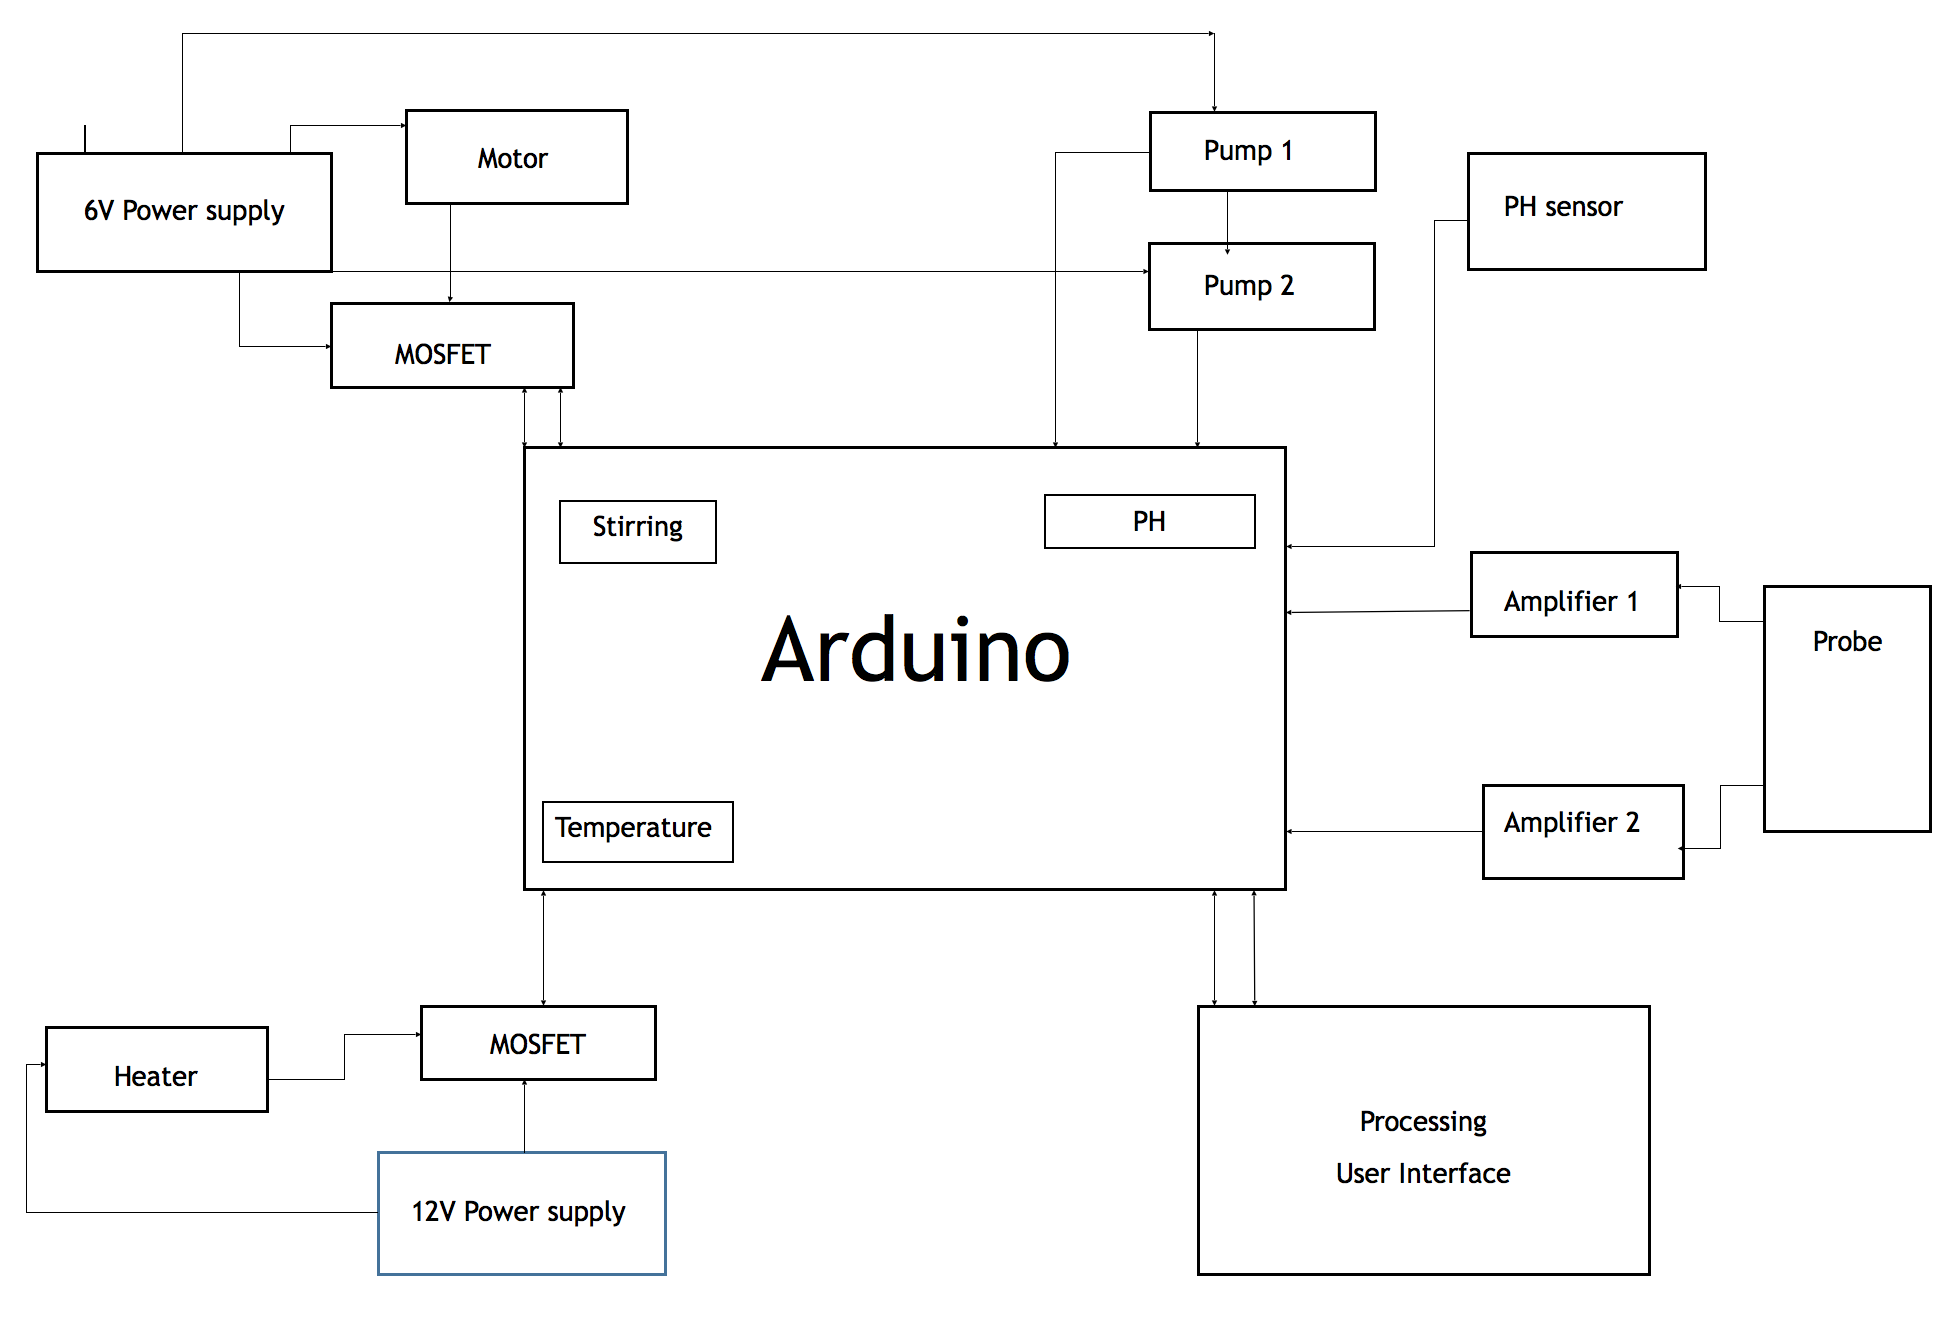 Motor
Pump 1
6V Power supply
PH sensor
Pump 2
MOSFET
Stirring
PH
Arduino
Amplifier 1
Probe
Temperature
Amplifier 2
MOSFET
Heater
Processing
User Interface
12V Power supply